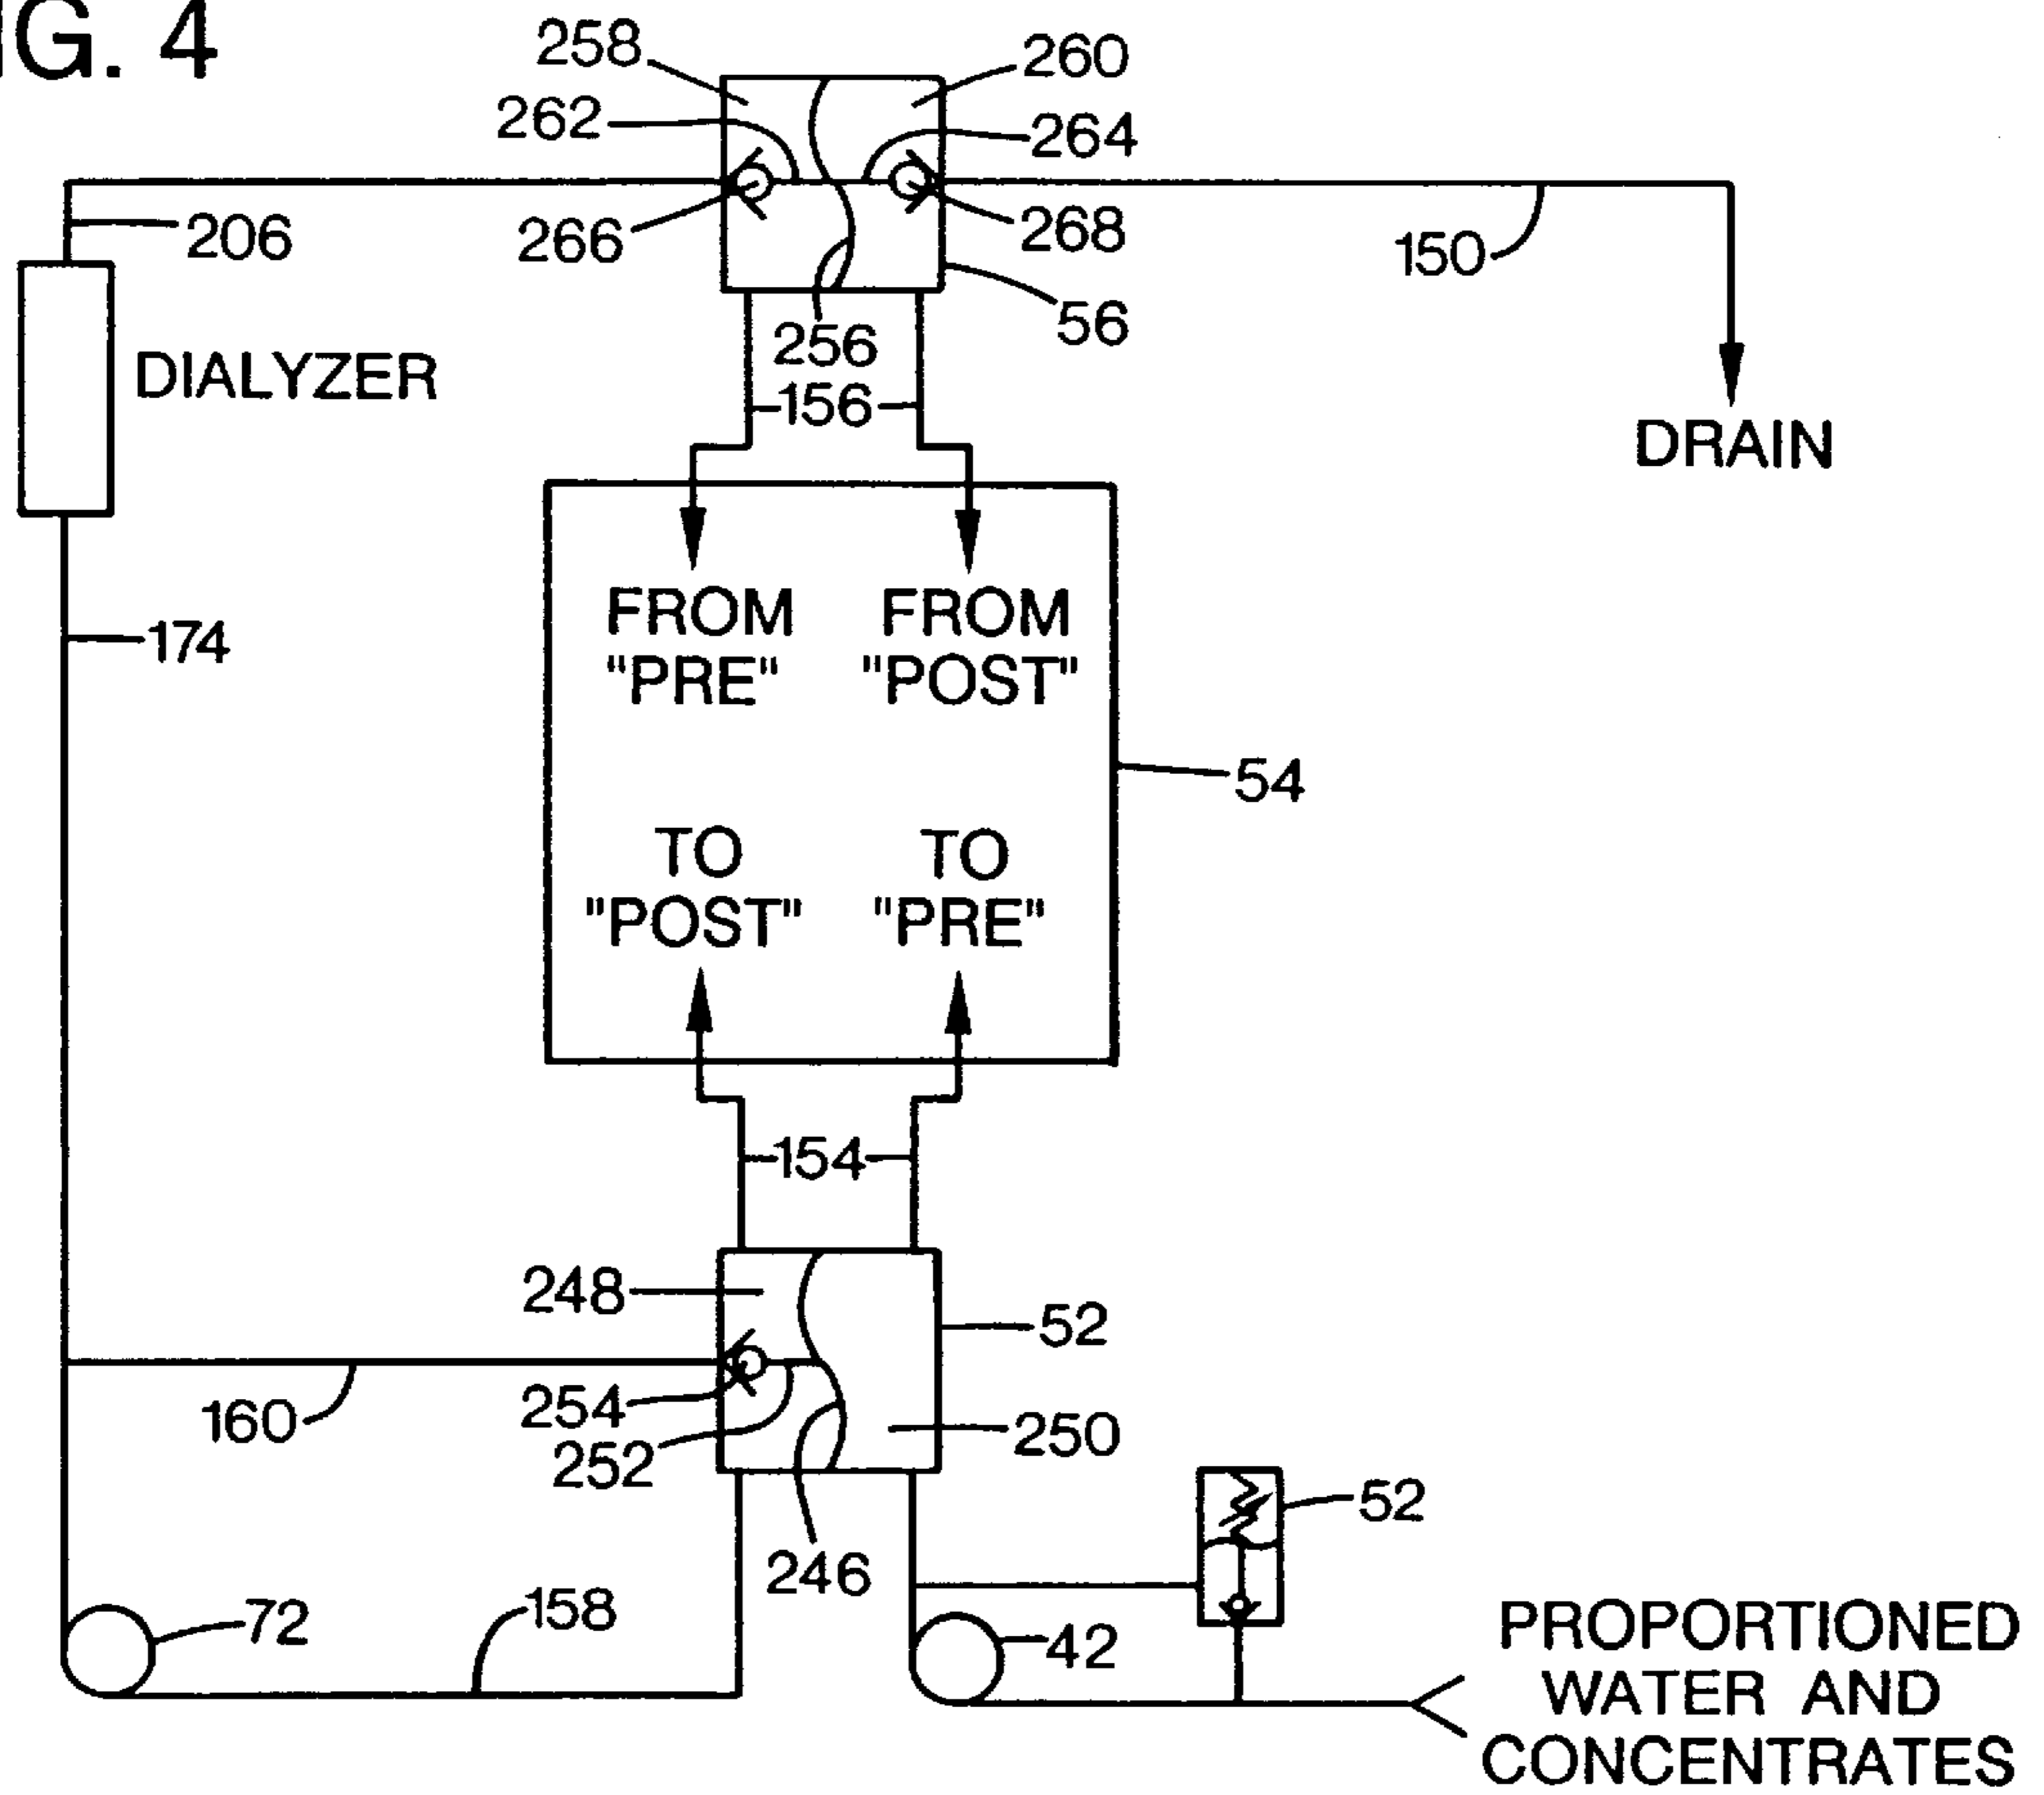 FIG. 4
258
260
262
264
206
266
268
150
256
56
DIALYZER
156
DRAIN
FROM "PRE"
FROM "POST"
174
54
TO "POST"
TO "PRE"
154
248
52
254
160
252
250
52
246
72
158
42
PROPORTIONED
WATER AND
CONCENTRATES